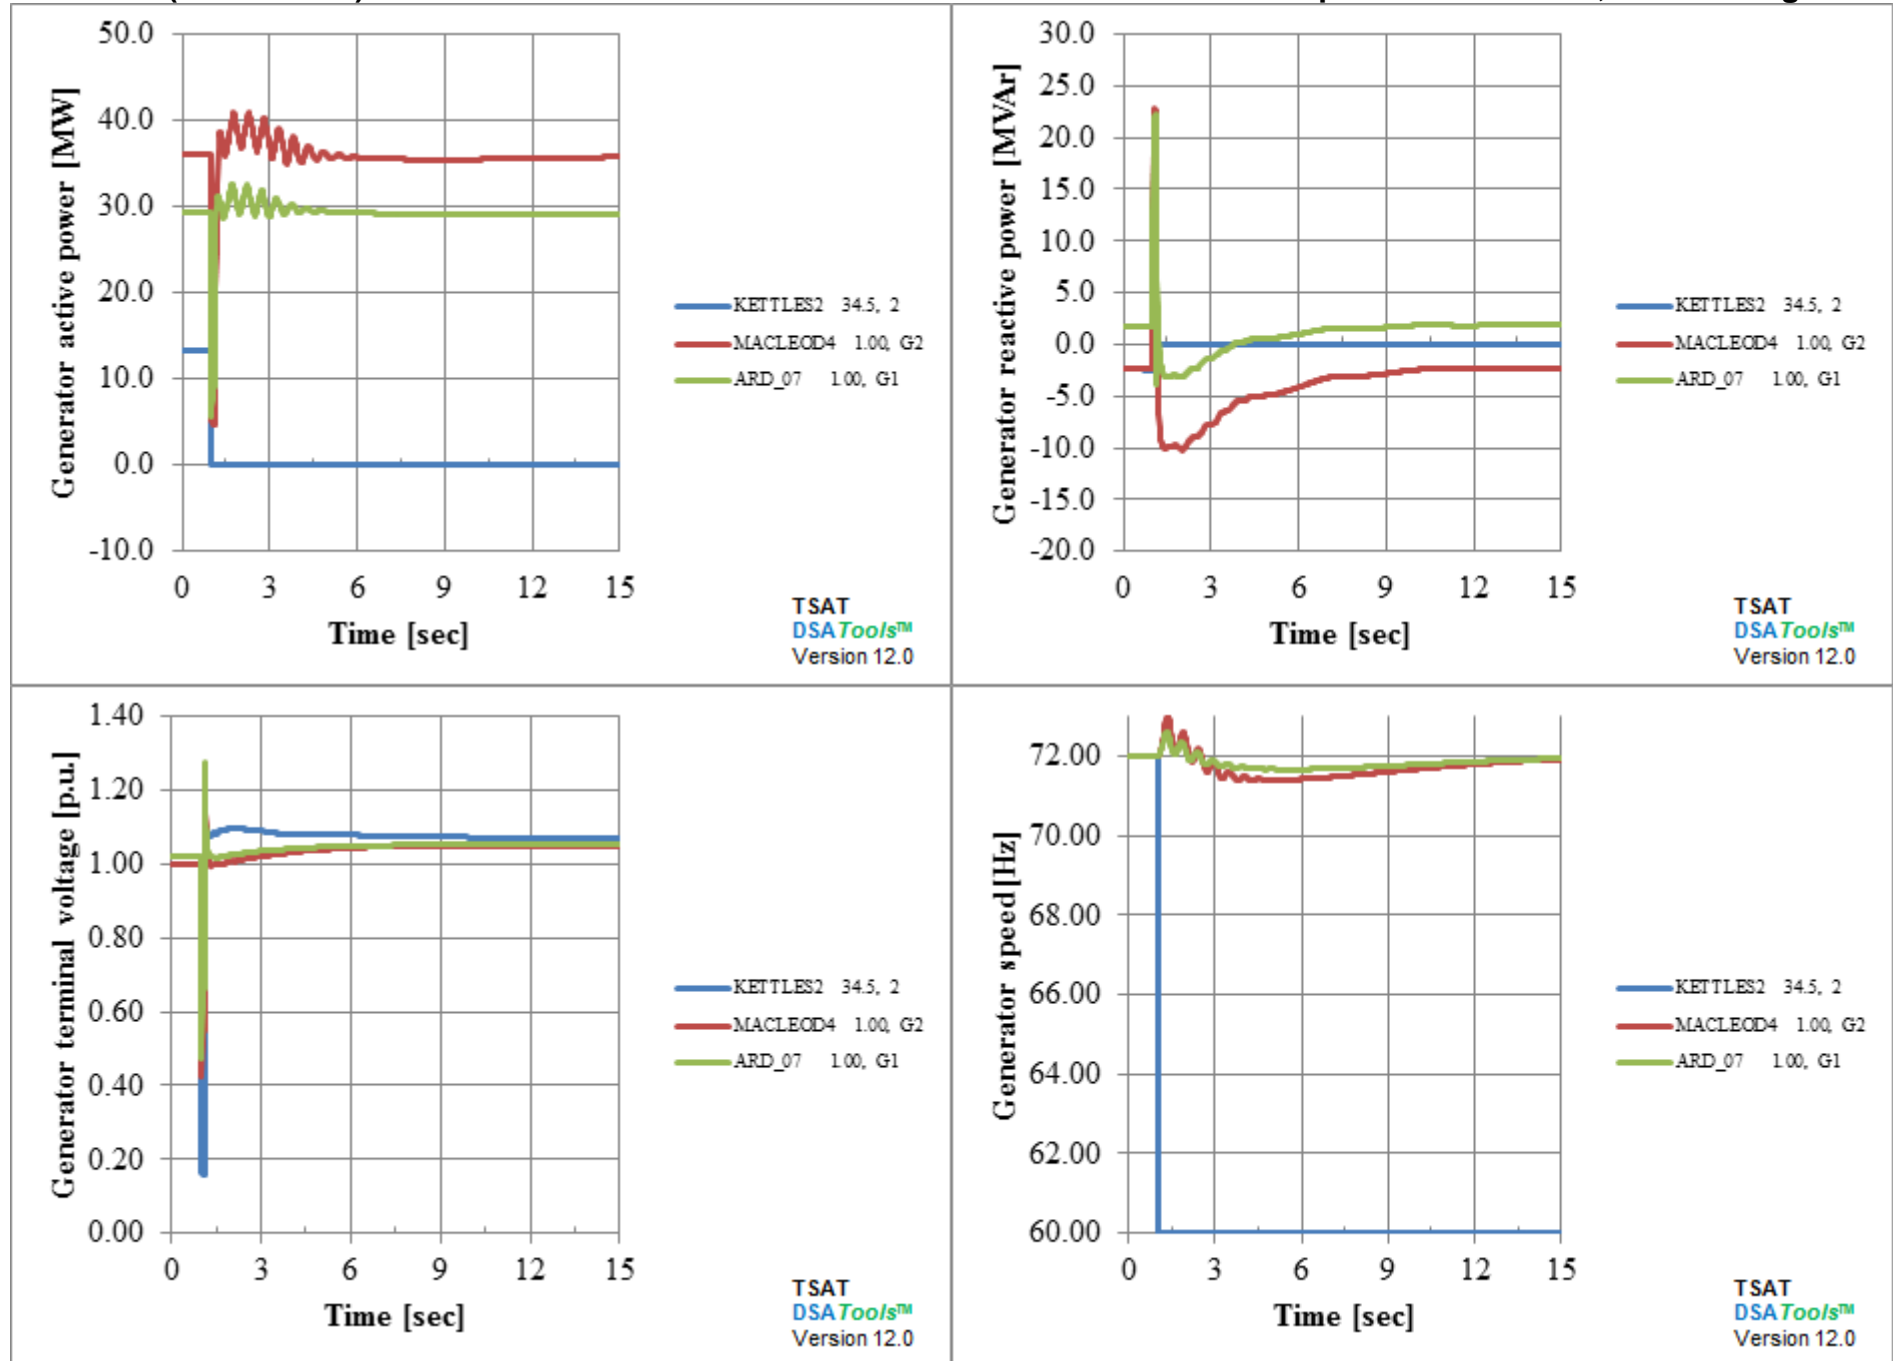 50.0
40.0
30.0
20.0
10.0
0.0
-10.0
Generator active power [MW]
0 3 6 9 12 15
Time [sec]
KETTLES2 34.5, 2
MACLEOD4 1.00, G2
ARD_07 1.00, G1
TSAT
DSATools™
Version 12.0
30.0
25.0
20.0
15.0
10.0
5.0
0.0
-5.0
-10.0
-15.0
-20.0
Generator reactive power [MVAr]
0 3 6 9 12 15
Time [sec]
KETTLES2 34.5, 2
MACLEOD4 1.00, G2
ARD_07 1.00, G1
TSAT
DSATools™
Version 12.0
1.40
1.20
1.00
0.80
0.60
0.40
0.20
0.00
Generator terminal voltage [p.u.]
0 3 6 9 12 15
Time [sec]
KETTLES2 34.5, 2
MACLEOD4 1.00, G2
ARD_07 1.00, G1
TSAT
DSATools™
Version 12.0
72.00
70.00
68.00
66.00
64.00
62.00
60.00
Generator speed[Hz]
0 3 6 9 12 15
Time [sec]
KETTLES2 34.5, 2
MACLEOD4 1.00, G2
ARD_07 1.00, G1
TSAT
DSATools™
Version 12.0